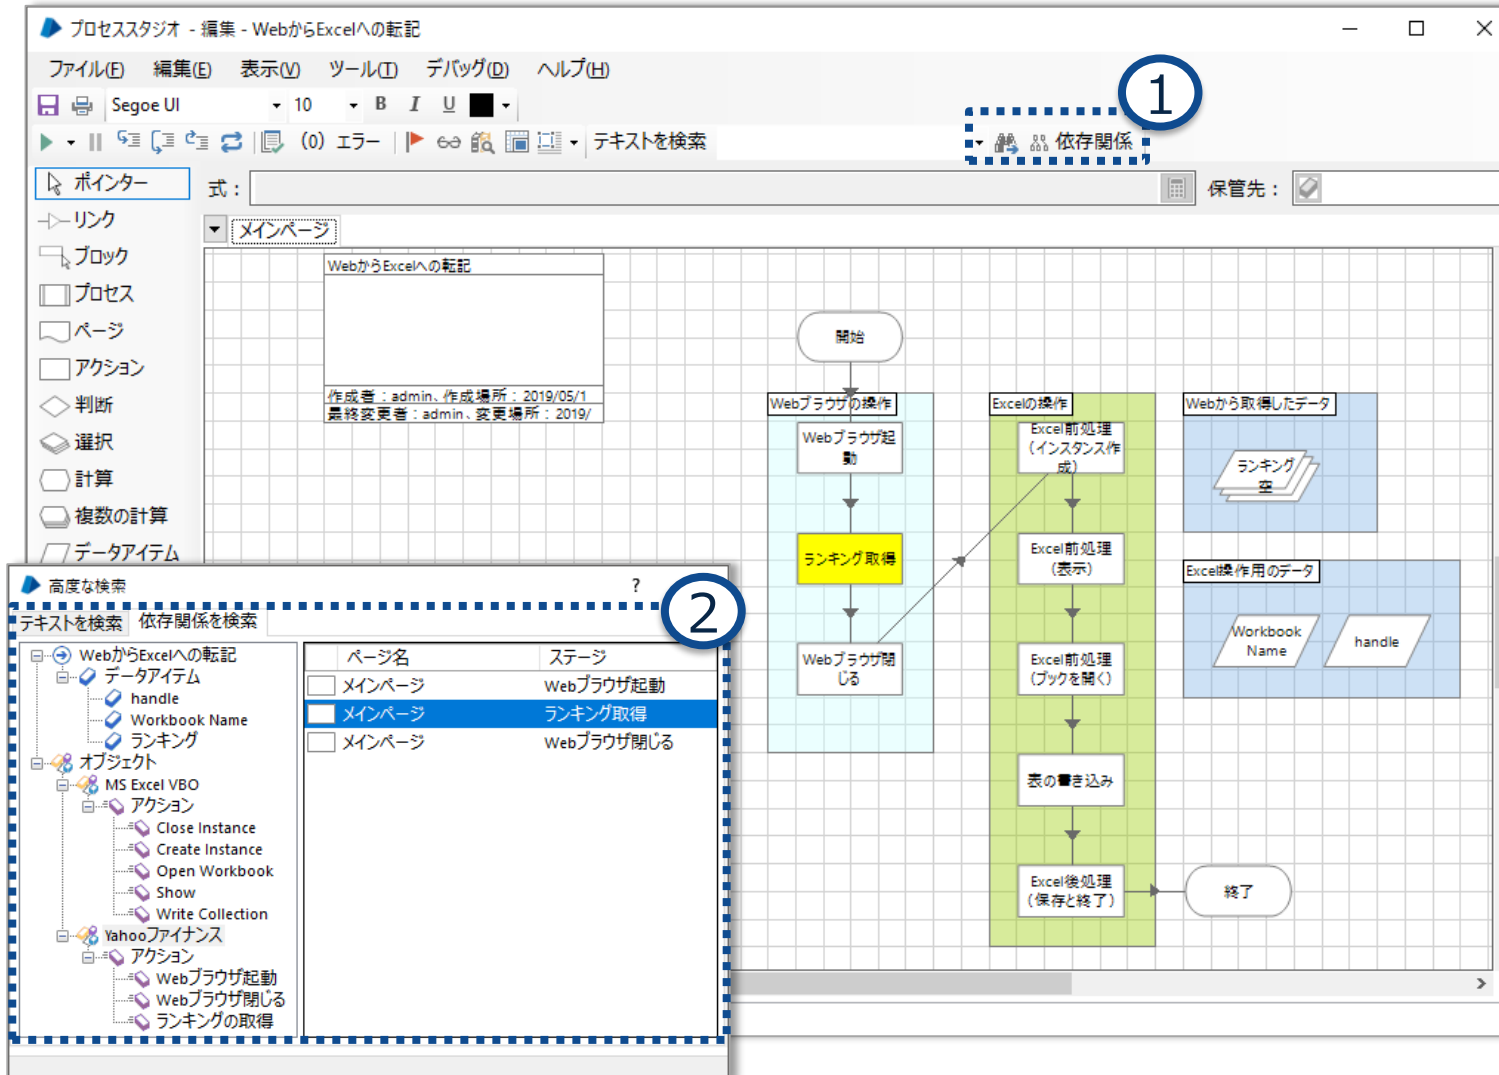 プロセススタジオ - 編集 - WebからExcelへの転記
ファイル(F) 編集(E) 表示(V) ツール(T) デバッグ(D) ヘルプ(H)
1
Segoe UI 10 B I U
(0) エラー テキストを検索 依存関係
ポインター
式： 保管先：
リンク
メインページ
ブロック
プロセス
ページ
アクション
判断
選択
計算
複数の計算
データアイテム
WebからExcelへの転記
作成者：admin、作成場所：2019/05/1
最終変更者：admin、変更場所：2019/
開始
Webブラウザの操作
Webブラウザ起
動
ランキング取得
Webブラウザ閉
じる
Excelの操作
Excel前処理
（インスタンス作
成）
Excel前処理
（表示）
Excel前処理
（ブックを開く）
表の書き込み
Excel後処理
（保存と終了）
終了
Webから取得したデータ
ランキング
空
Excel操作用のデータ
Workbook
Name
handle
高度な検索 ?
2
テキストを検索 依存関係を検索
WebからExcelへの転記
データアイテム
handle
Workbook Name
ランキング
オブジェクト
MS Excel VBO
アクション
Close Instance
Create Instance
Open Workbook
Show
Write Collection
Yahooファイナンス
アクション
Webブラウザ起動
Webブラウザ閉じる
ランキングの取得
ページ名 ステージ
メインページ Webブラウザ起動
メインページ ランキング取得
メインページ Webブラウザ閉じる